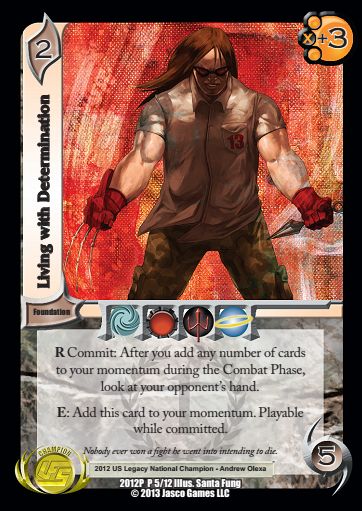 2
X+3
Living with Determination
13
Foundation
R Commit: After you add any number of cards
to your momentum during the Combat Phase,
look at your opponent's hand.
E: Add this card to your momentum. Playable
while committed.
Nobody ever won a fight he went into intending to die.
2012 US Legacy National Champion - Andrew Olexa
CHAMPION
UFS
5
2012P P 5/12 Illus. Santa Fung
© 2013 Jasco Games LLC